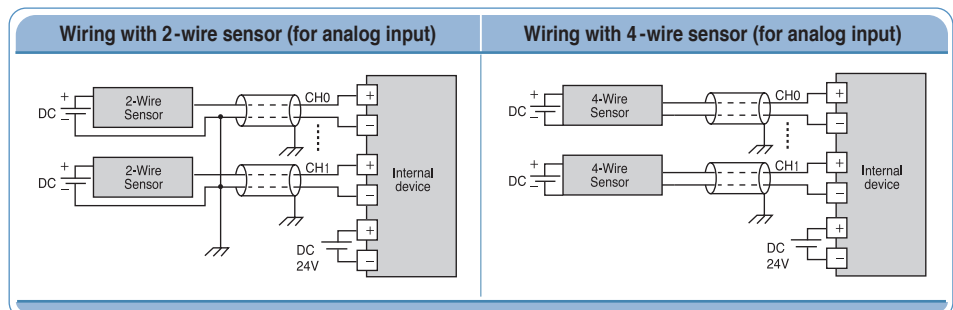 Wiring with 2-wire sensor (for analog input)
Wiring with 4-wire sensor (for analog input)
+
DC
−
2-Wire
Sensor
CH0
+
−
+
DC
−
2-Wire
Sensor
CH1
+
−
Internal
device
DC
24V
+
−
+
DC
−
4-Wire
Sensor
CH0
+
−
+
DC
−
4-Wire
Sensor
CH1
+
−
Internal
device
DC
24V
+
−